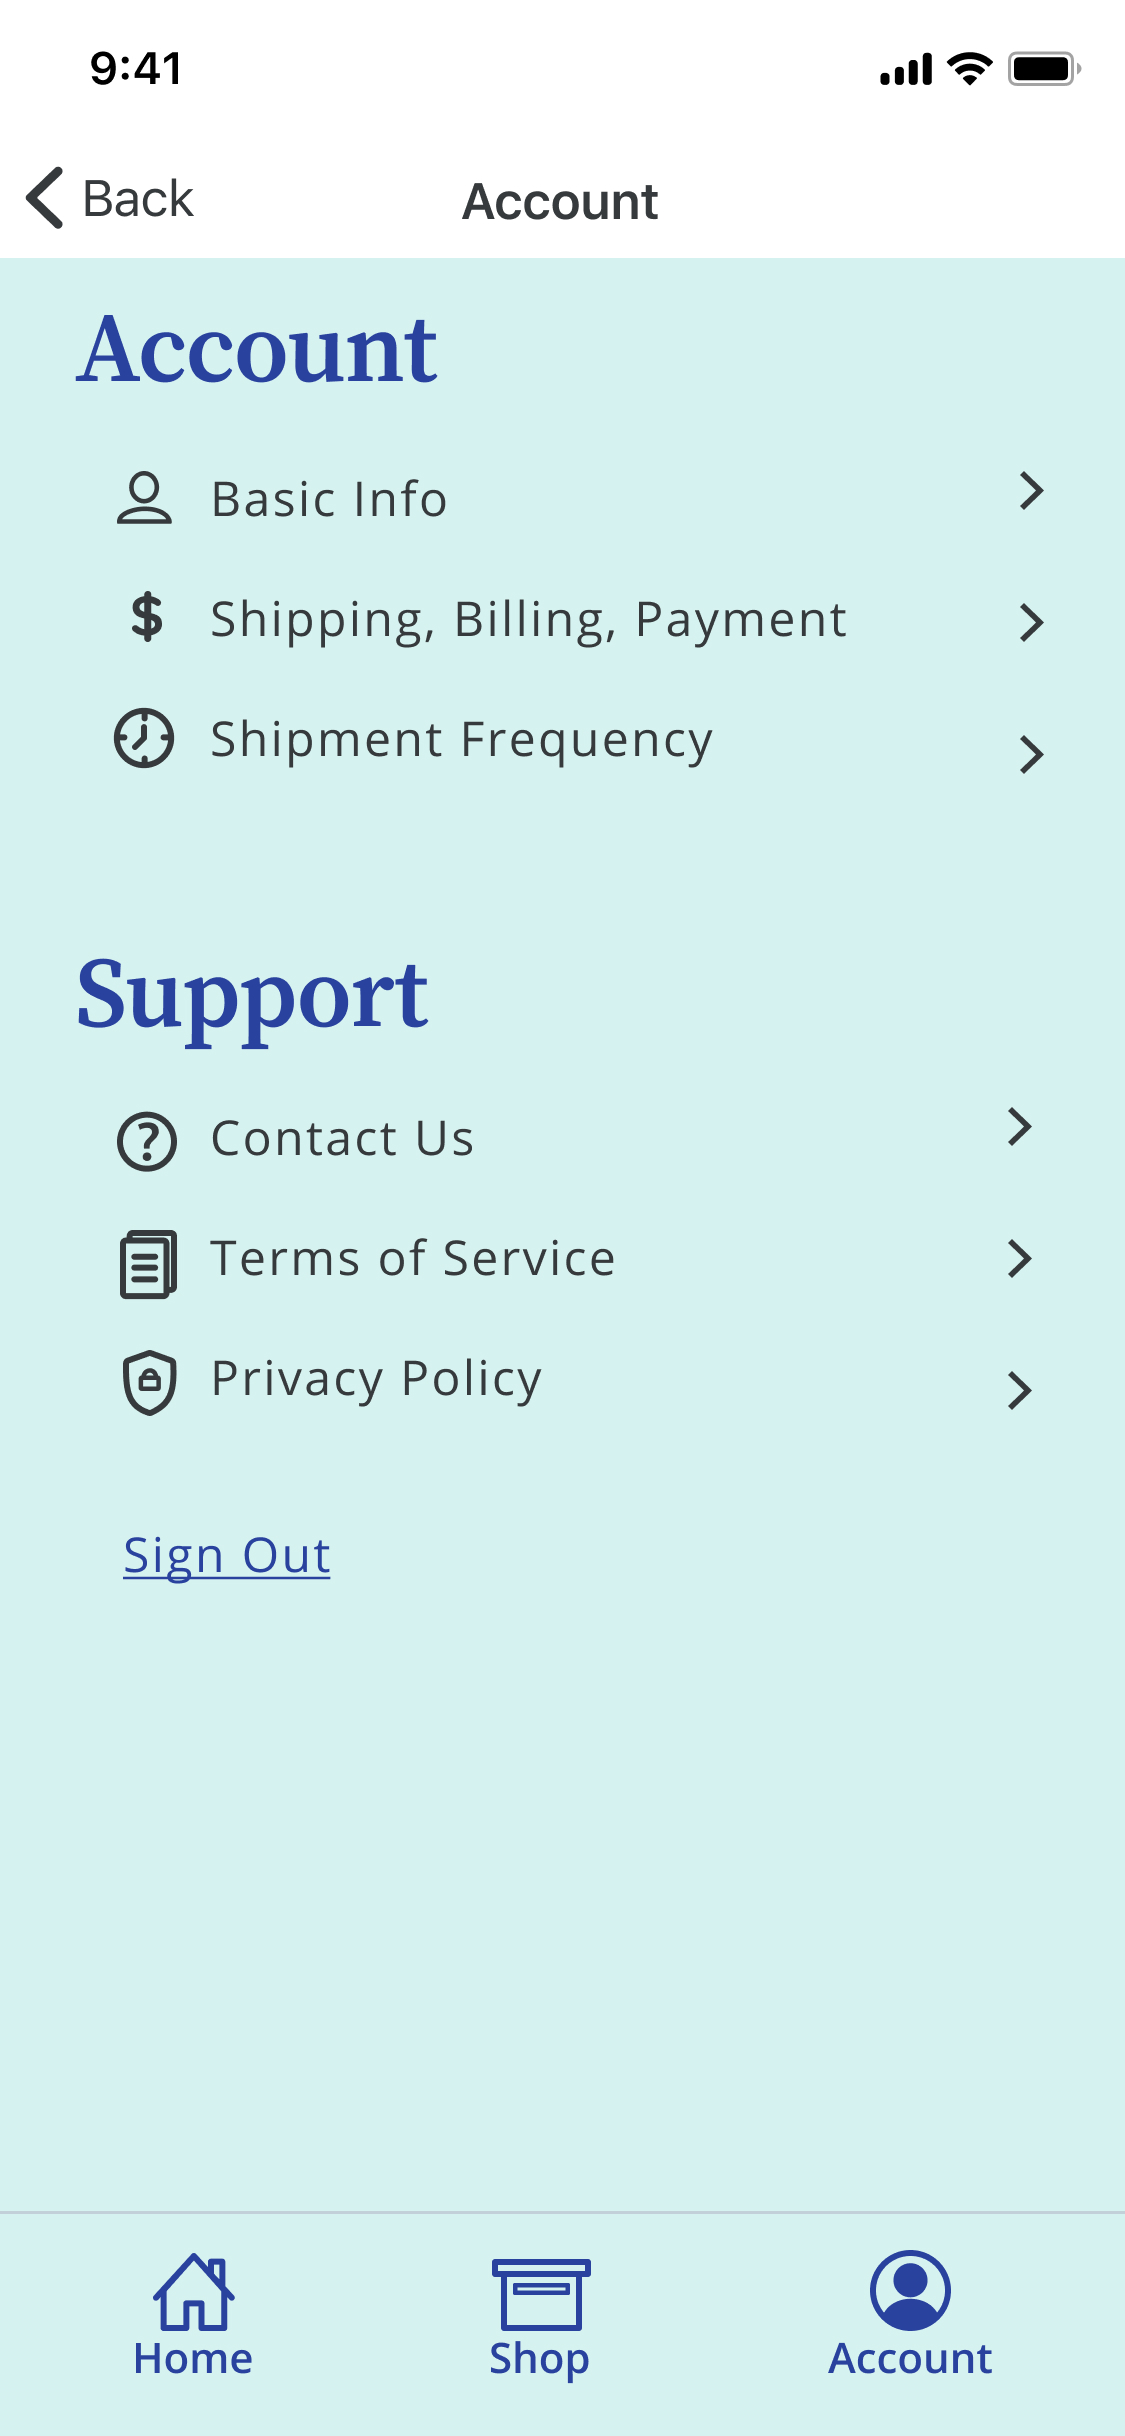 9:41
Back
Account
Account
Basic Info
$ Shipping, Billing, Payment
Shipment Frequency
Support
? Contact Us
Terms of Service
Privacy Policy
Sign Out
Home
Shop
Account